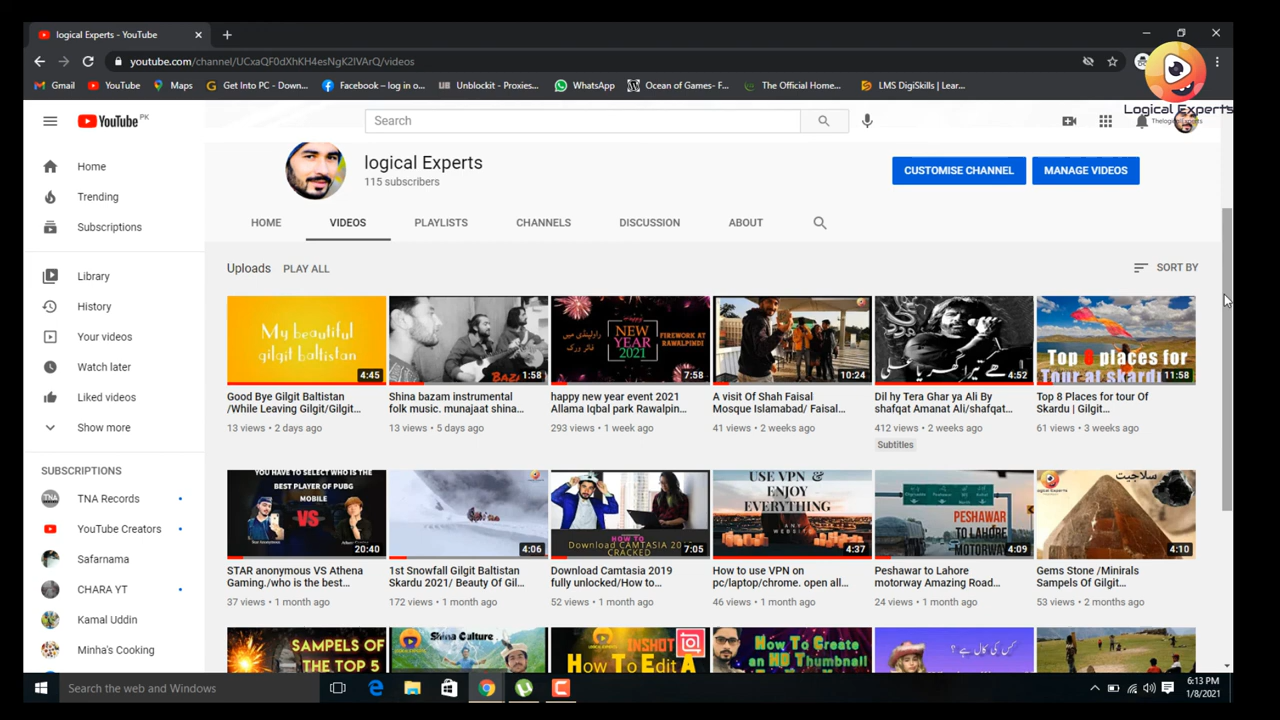 logical Experts - YouTube
youtube.com/channel/UCxaQF0dXhKH4esNgK2IVArQ/videos
Gmail YouTube Maps Get Into PC - Down... Facebook – log in o... Unblockit - Proxies... WhatsApp Ocean of Games- F... The Official Home... LMS DigiSkills | Lear...
Logical Experts
YouTube PK
Search
logical Experts
115 subscribers
CUSTOMISE CHANNEL MANAGE VIDEOS
HOME VIDEOS PLAYLISTS CHANNELS DISCUSSION ABOUT
Home
Trending
Subscriptions
Library
History
Your videos
Watch later
Liked videos
Show more
SUBSCRIPTIONS
TNA Records
YouTube Creators
Safarnama
CHARA YT
Kamal Uddin
Minha's Cooking
Uploads PLAY ALL SORT BY
My beautiful
gilgit baltistan
4:45
Good Bye Gilgit Baltistan
/While Leaving Gilgit/Gilgit...
13 views • 2 days ago
1:58
Shina bazam instrumental
folk music. munajaat shina...
13 views • 5 days ago
NEW
YEAR
2021
FIREWORK AT
RAWALPINDI
7:58
happy new year event 2021
Allama Iqbal park Rawalpin...
293 views • 1 week ago
10:24
A visit Of Shah Faisal
Mosque Islamabad/ Faisal...
41 views • 2 weeks ago
4:52
Dil hy Tera Ghar ya Ali By
shafqat Amanat Ali/shafqat...
412 views • 2 weeks ago
Subtitles
Top 8 places for
Tour at skardu
11:58
Top 8 Places for tour Of
Skardu | Gilgit...
61 views • 3 weeks ago
YOU HAVE TO SELECT WHO IS THE
BEST PLAYER OF PUBG
MOBILE
VS
20:40
STAR anonymous VS Athena
Gaming./who is the best...
37 views • 1 month ago
4:06
1st Snowfall Gilgit Baltistan
Skardu 2021/ Beauty Of Gil...
172 views • 1 month ago
HOW TO
Download CAMTASIA 2019
CRACKED
7:05
Download Camtasia 2019
fully unlocked/How to...
52 views • 1 month ago
USE VPN &
ENJOY
EVERYTHING
ANY
WEBSITE
4:37
How to use VPN on
pc/laptop/chrome. open all...
46 views • 1 month ago
PESHAWAR
TO LAHORE
MOTORWAY
4:09
Peshawar to Lahore
motorway Amazing Road...
24 views • 1 month ago
سلاجیت
4:10
Gems Stone /Minirals
Sampels Of Gilgit...
53 views • 2 months ago
SAMPELS OF
THE TOP 5
Shina Calture
INSHOT
How To Edit A
How To Create
an HD Thumbnail
کس کی کال ہے ؟
Search the web and Windows
6:13 PM
1/8/2021